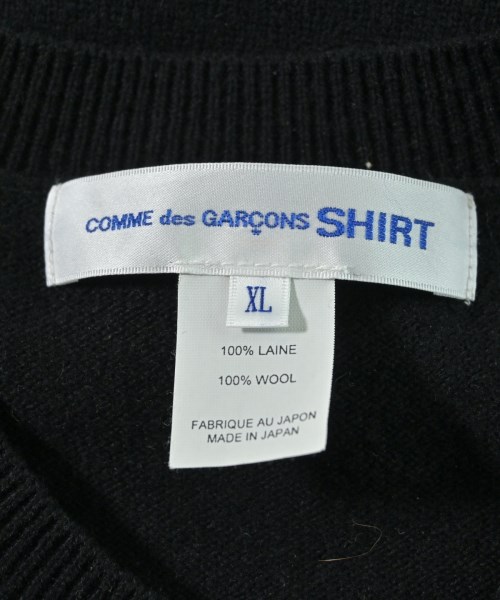 COMME des GARÇONS SHIRT
XL
100% LAINE
100% WOOL
FABRIQUE AU JAPON
MADE IN JAPAN